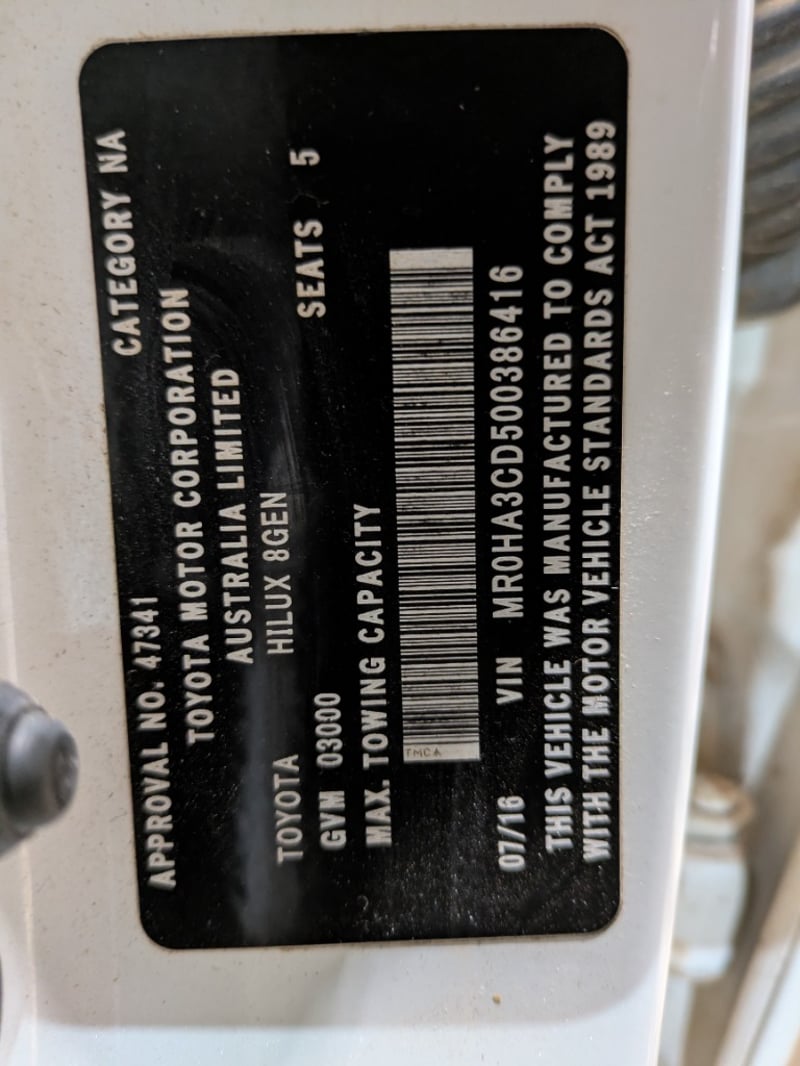 APPROVAL NO. 47341 CATEGORY NA
TOYOTA MOTOR CORPORATION
AUSTRALIA LIMITED
TOYOTA HILUX 8GEN
GVM 03000 SEATS 5
MAX. TOWING CAPACITY
TMCA
07/16 VIN MR0HA3CD500386416
THIS VEHICLE WAS MANUFACTURED TO COMPLY
WITH THE MOTOR VEHICLE STANDARDS ACT 1989